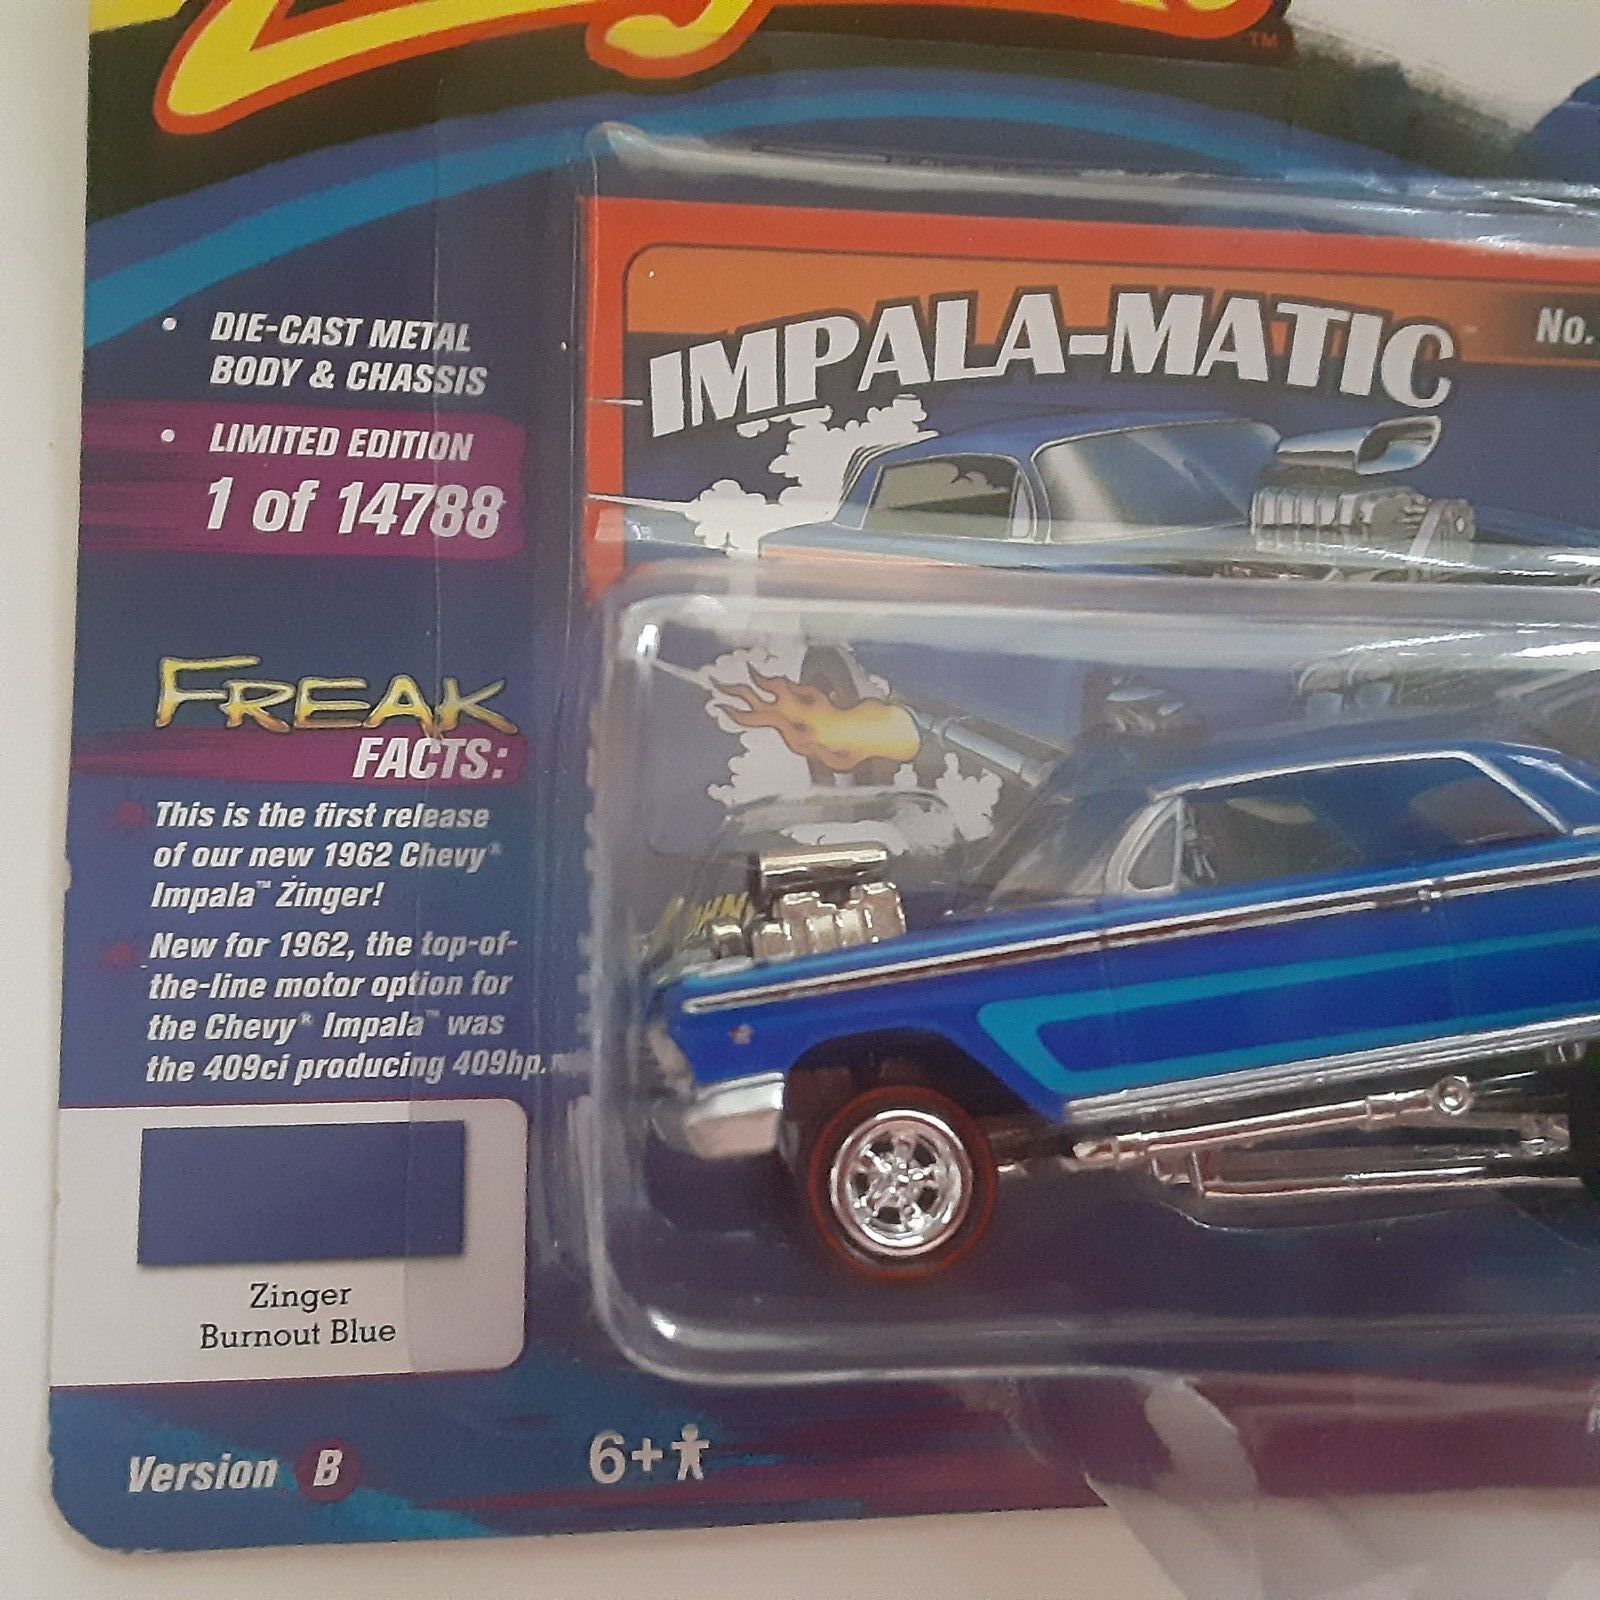 TM
• DIE-CAST METAL
BODY & CHASSIS
• LIMITED EDITION
1 of 14788
IMPALA-MATIC
No.
FREAK
FACTS:
This is the first release
of our new 1962 Chevy®
Impala™ Zinger!
New for 1962, the top-of-
the-line motor option for
the Chevy® Impala™ was
the 409ci producing 409hp.
Zinger
Burnout Blue
Version B
6+